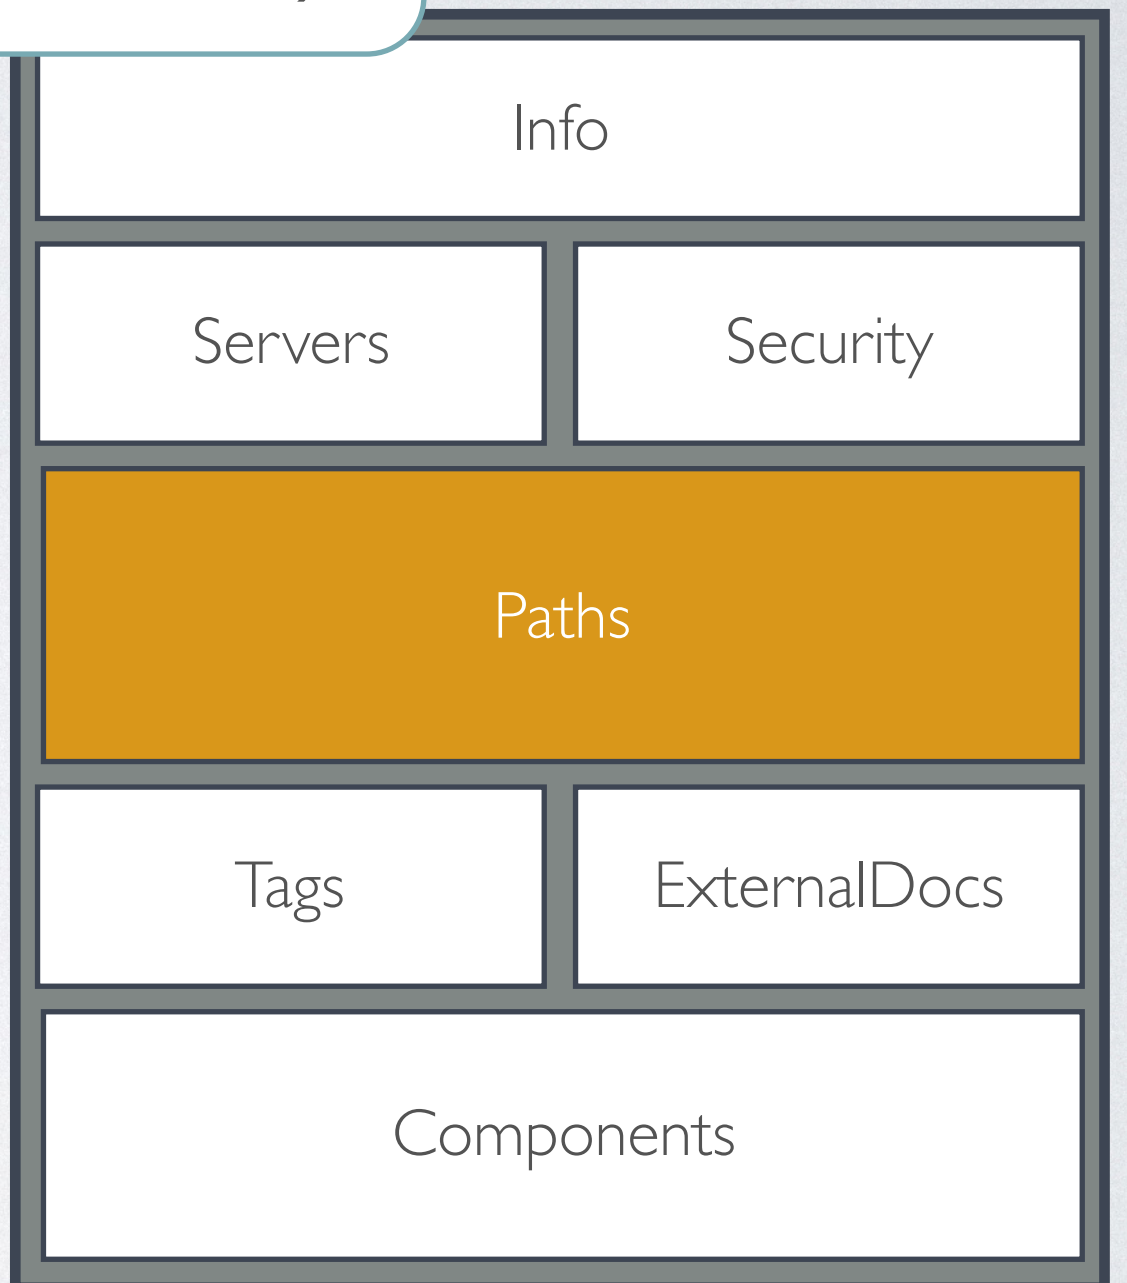 Info
Servers
Security
Paths
Tags
ExternalDocs
Components